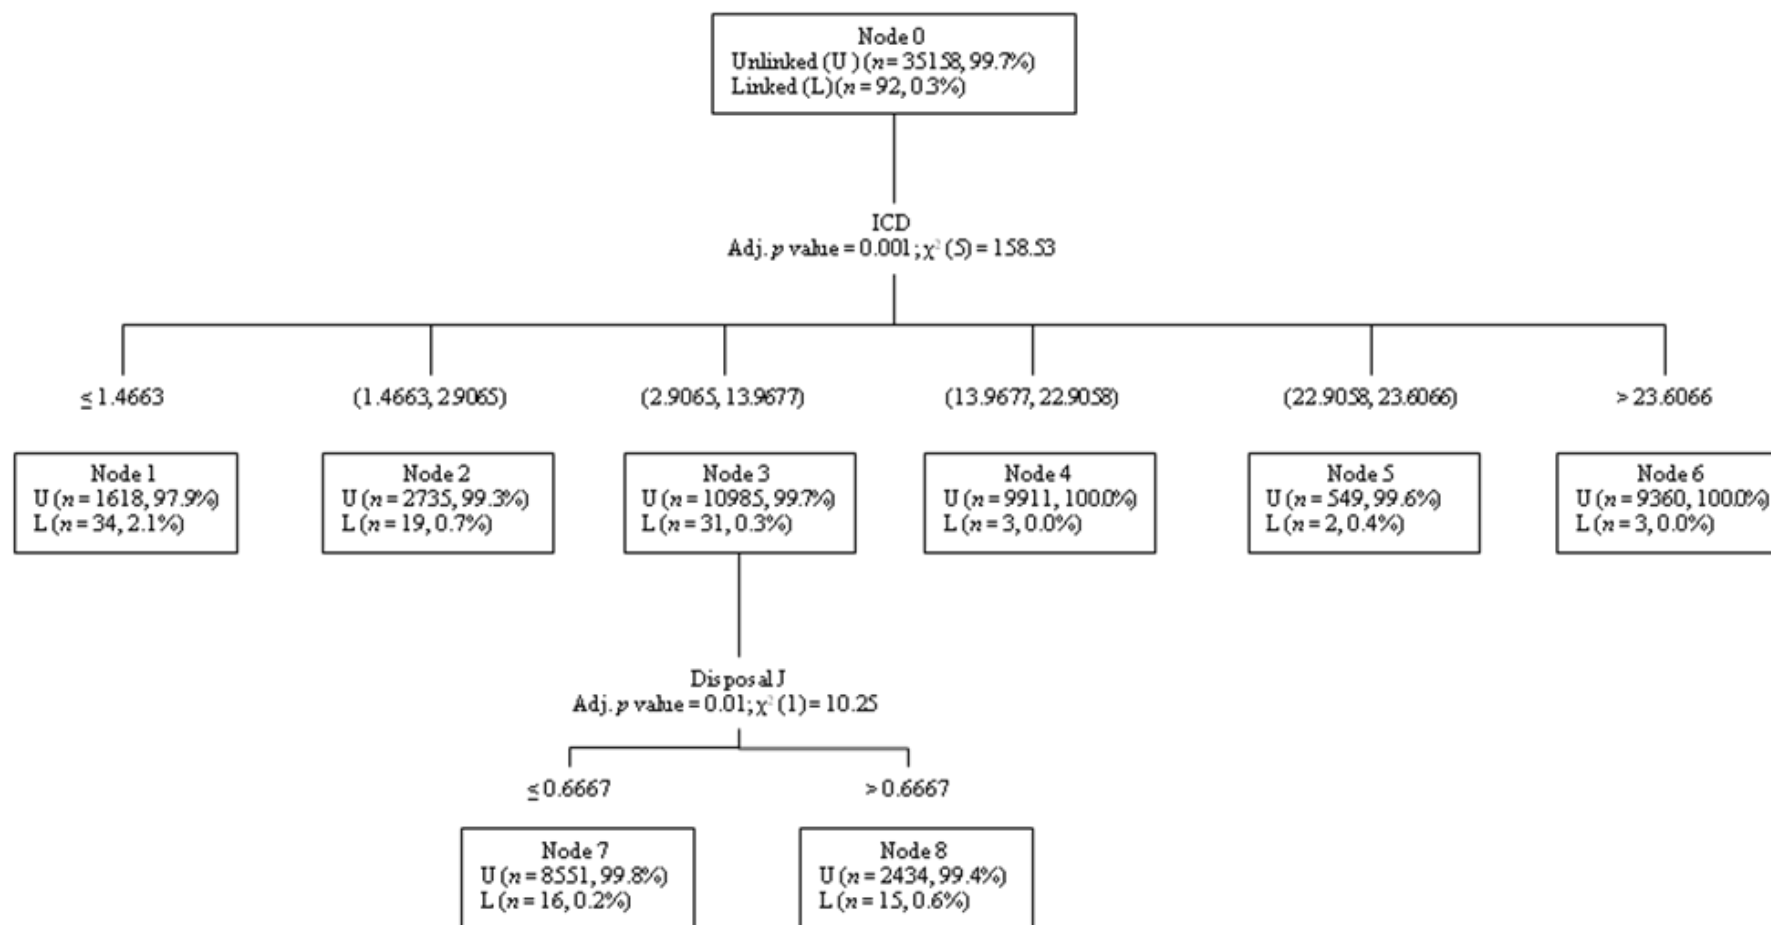 Node 0
Unlinked (U ) (n = 35158, 99.7%)
Linked (L)(n = 92, 0.3%)
ICD
Adj. p value = 0.001; χ² (5) = 158.53
≤ 1.4663
(1.4663, 2.9065)
(2.9065, 13.9677)
(13.9677, 22.9058)
(22.9058, 23.6066)
> 23.6066
Node 1
U (n = 1618, 97.9%)
L (n = 34, 2.1%)
Node 2
U (n = 2735, 99.3%)
L (n = 19, 0.7%)
Node 3
U (n = 10985, 99.7%)
L (n = 31, 0.3%)
Node 4
U (n = 9911, 100.0%)
L (n = 3, 0.0%)
Node 5
U (n = 549, 99.6%)
L (n = 2, 0.4%)
Node 6
U (n = 9360, 100.0%)
L (n = 3, 0.0%)
Disposal J
Adj. p value = 0.01; χ² (1) = 10.25
≤ 0.6667
> 0.6667
Node 7
U (n = 8551, 99.8%)
L (n = 16, 0.2%)
Node 8
U (n = 2434, 99.4%)
L (n = 15, 0.6%)